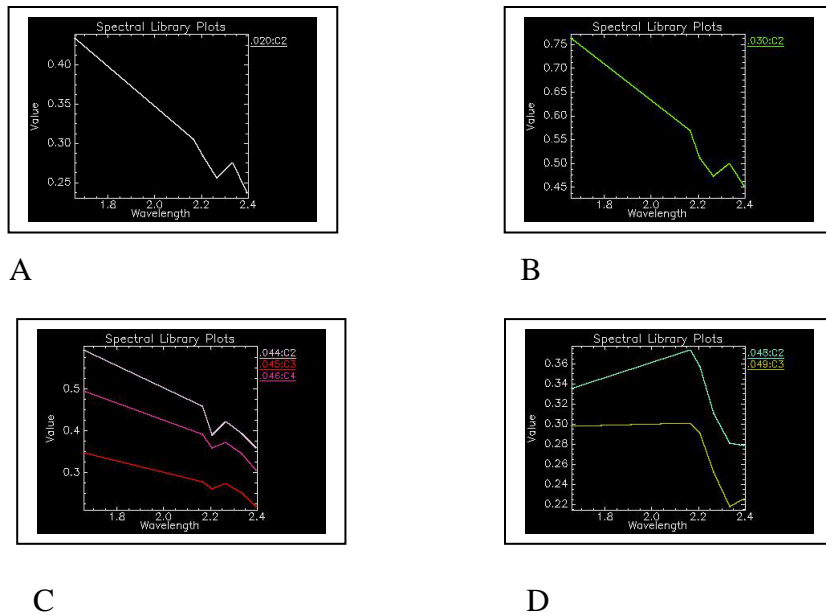 Spectral Library Plots
.020:C2
0.40
0.35
0.30
0.25
Value
1.8 2.0 2.2 2.4
Wavelength
A
Spectral Library Plots
.030:C2
0.75
0.70
0.65
0.60
0.55
0.50
0.45
Value
1.8 2.0 2.2 2.4
Wavelength
B
Spectral Library Plots
.044:C2
.045:C3
.046:C4
0.5
0.4
0.3
Value
1.8 2.0 2.2 2.4
Wavelength
C
Spectral Library Plots
.048:C2
.049:C3
0.36
0.34
0.32
0.30
0.28
0.26
0.24
0.22
Value
1.8 2.0 2.2 2.4
Wavelength
D